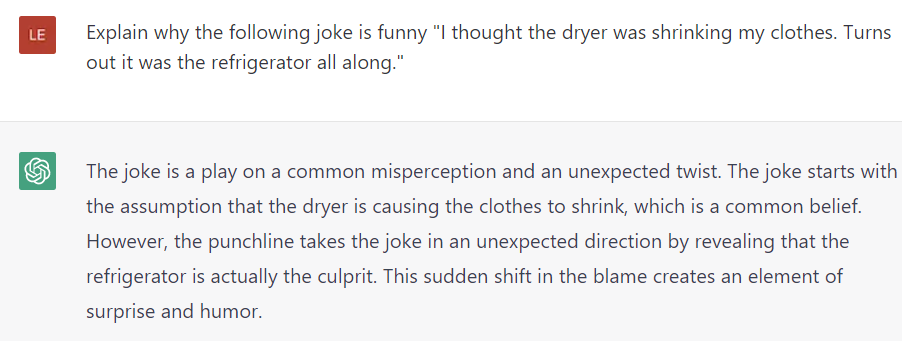 LE
Explain why the following joke is funny "I thought the dryer was shrinking my clothes. Turns
out it was the refrigerator all along."
The joke is a play on a common misperception and an unexpected twist. The joke starts with
the assumption that the dryer is causing the clothes to shrink, which is a common belief.
However, the punchline takes the joke in an unexpected direction by revealing that the
refrigerator is actually the culprit. This sudden shift in the blame creates an element of
surprise and humor.